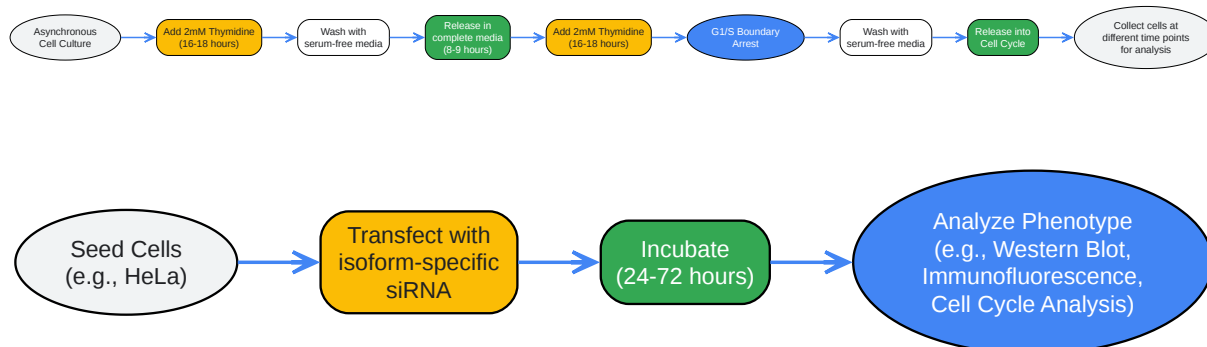 Asynchronous
Cell Culture
Add 2mM Thymidine
(16-18 hours)
Wash with
serum-free media
Release in
complete media
(8-9 hours)
Add 2mM Thymidine
(16-18 hours)
G1/S Boundary
Arrest
Wash with
serum-free media
Release into
Cell Cycle
Collect cells at
different time points
for analysis
Seed Cells
(e.g., HeLa)
Transfect with
isoform-specific
siRNA
Incubate
(24-72 hours)
Analyze Phenotype
(e.g., Western Blot,
Immunofluorescence,
Cell Cycle Analysis)